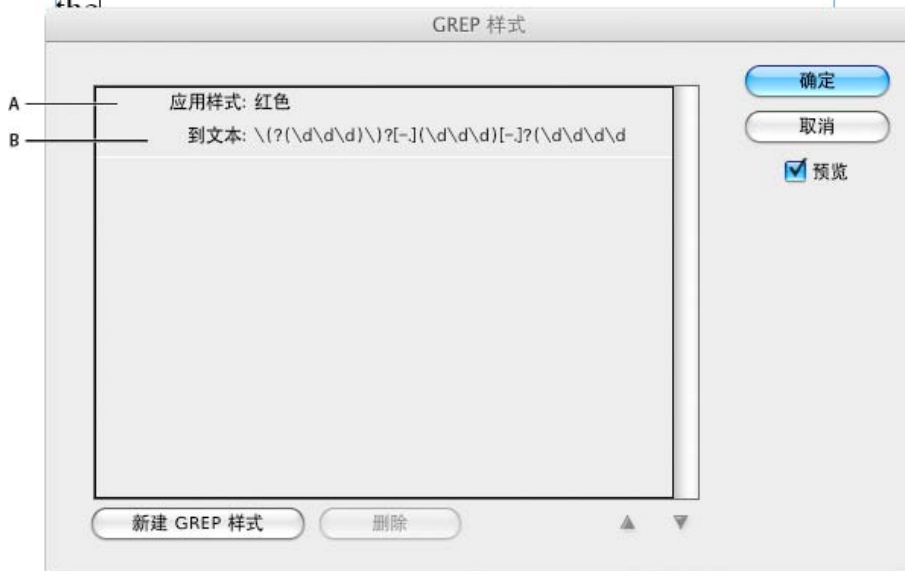 the
GREP 样式
A
应用样式: 红色
B
到文本: \(?(\d\d\d)\)?[-.](\d\d\d)[-.]?(\d\d\d\d
确定
取消
预览
新建 GREP 样式
删除